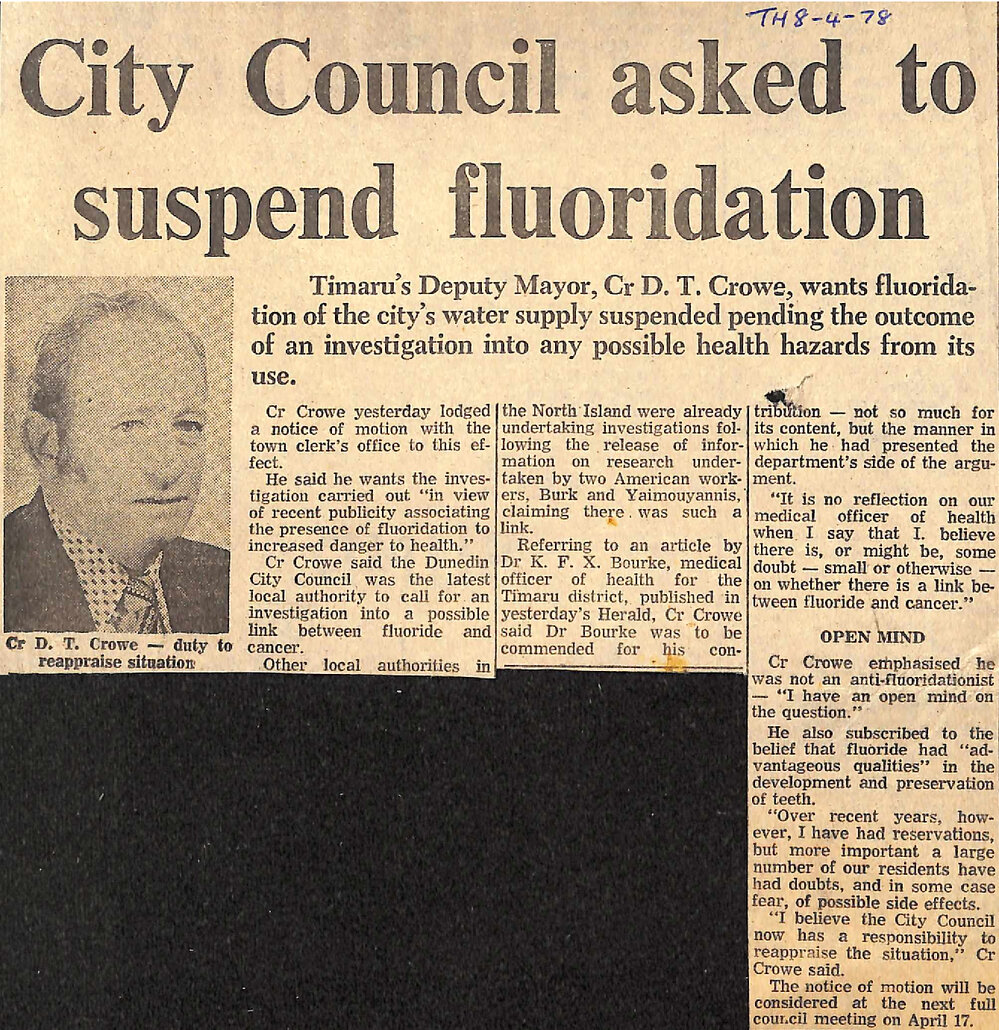 TH 8-4-78
City Council asked to
suspend fluoridation
Timaru's Deputy Mayor, Cr D. T. Crowe, wants fluorida-
tion of the city's water supply suspended pending the outcome
of an investigation into any possible health hazards from its
use.
Cr D. T. Crowe — duty to
reappraise situation
Cr Crowe yesterday lodged
a notice of motion with the
town clerk's office to this ef-
fect.
He said he wants the inves-
tigation carried out "in view
of recent publicity associating
the presence of fluoridation to
increased danger to health."
Cr Crowe said the Dunedin
City Council was the latest
local authority to call for an
investigation into a possible
link between fluoride and
cancer.
Other local authorities in
the North Island were already
undertaking investigations fol-
lowing the release of infor-
mation on research under-
taken by two American work-
ers, Burk and Yaimouyannis,
claiming there was such a
link.
Referring to an article by
Dr K. F. X. Bourke, medical
officer of health for the
Timaru district, published in
yesterday's Herald, Cr Crowe
said Dr Bourke was to be
commended for his con-
tribution — not so much for
its content, but the manner in
which he had presented the
department's side of the argu-
ment.
"It is no reflection on our
medical officer of health
when I say that I believe
there is, or might be, some
doubt — small or otherwise —
on whether there is a link be-
tween fluoride and cancer."
OPEN MIND
Cr Crowe emphasised he
was not an anti-fluoridationist
— "I have an open mind on
the question."
He also subscribed to the
belief that fluoride had "ad-
vantageous qualities" in the
development and preservation
of teeth.
"Over recent years, how-
ever, I have had reservations,
but more important a large
number of our residents have
had doubts, and in some case
fear, of possible side effects.
"I believe the City Council
now has a responsibility to
reappraise the situation," Cr
Crowe said.
The notice of motion will be
considered at the next full
council meeting on April 17.